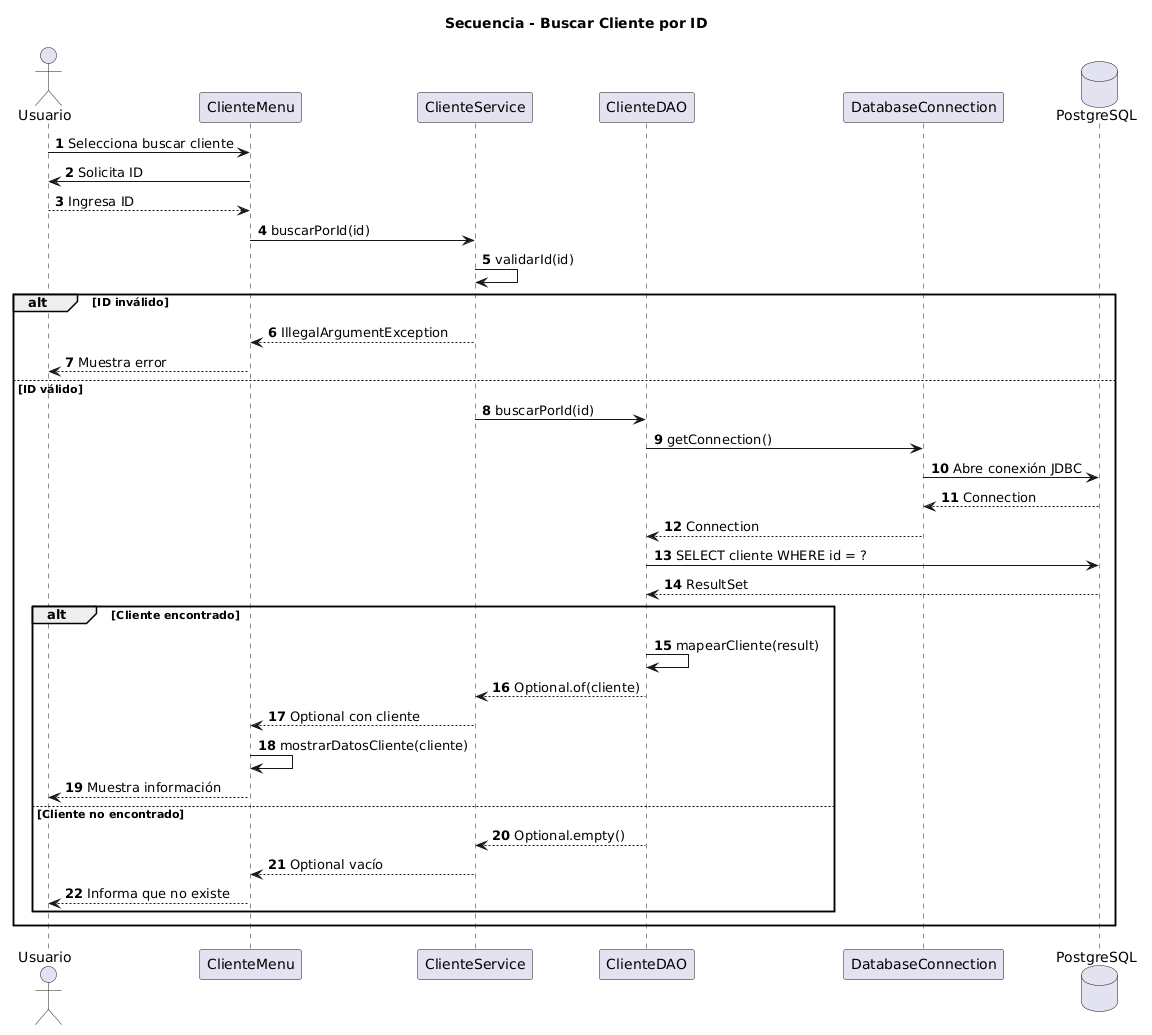 Secuencia - Buscar Cliente por ID
Usuario
ClienteMenu
ClienteService
ClienteDAO
DatabaseConnection
PostgreSQL
1 Selecciona buscar cliente
2 Solicita ID
3 Ingresa ID
4 buscarPorId(id)
5 validarId(id)
alt [ID inválido]
6 IllegalArgumentException
7 Muestra error
[ID válido]
8 buscarPorId(id)
9 getConnection()
10 Abre conexión JDBC
11 Connection
12 Connection
13 SELECT cliente WHERE id = ?
14 ResultSet
alt [Cliente encontrado]
15 mapearCliente(result)
16 Optional.of(cliente)
17 Optional con cliente
18 mostrarDatosCliente(cliente)
19 Muestra información
[Cliente no encontrado]
20 Optional.empty()
21 Optional vacío
22 Informa que no existe
Usuario
ClienteMenu
ClienteService
ClienteDAO
DatabaseConnection
PostgreSQL